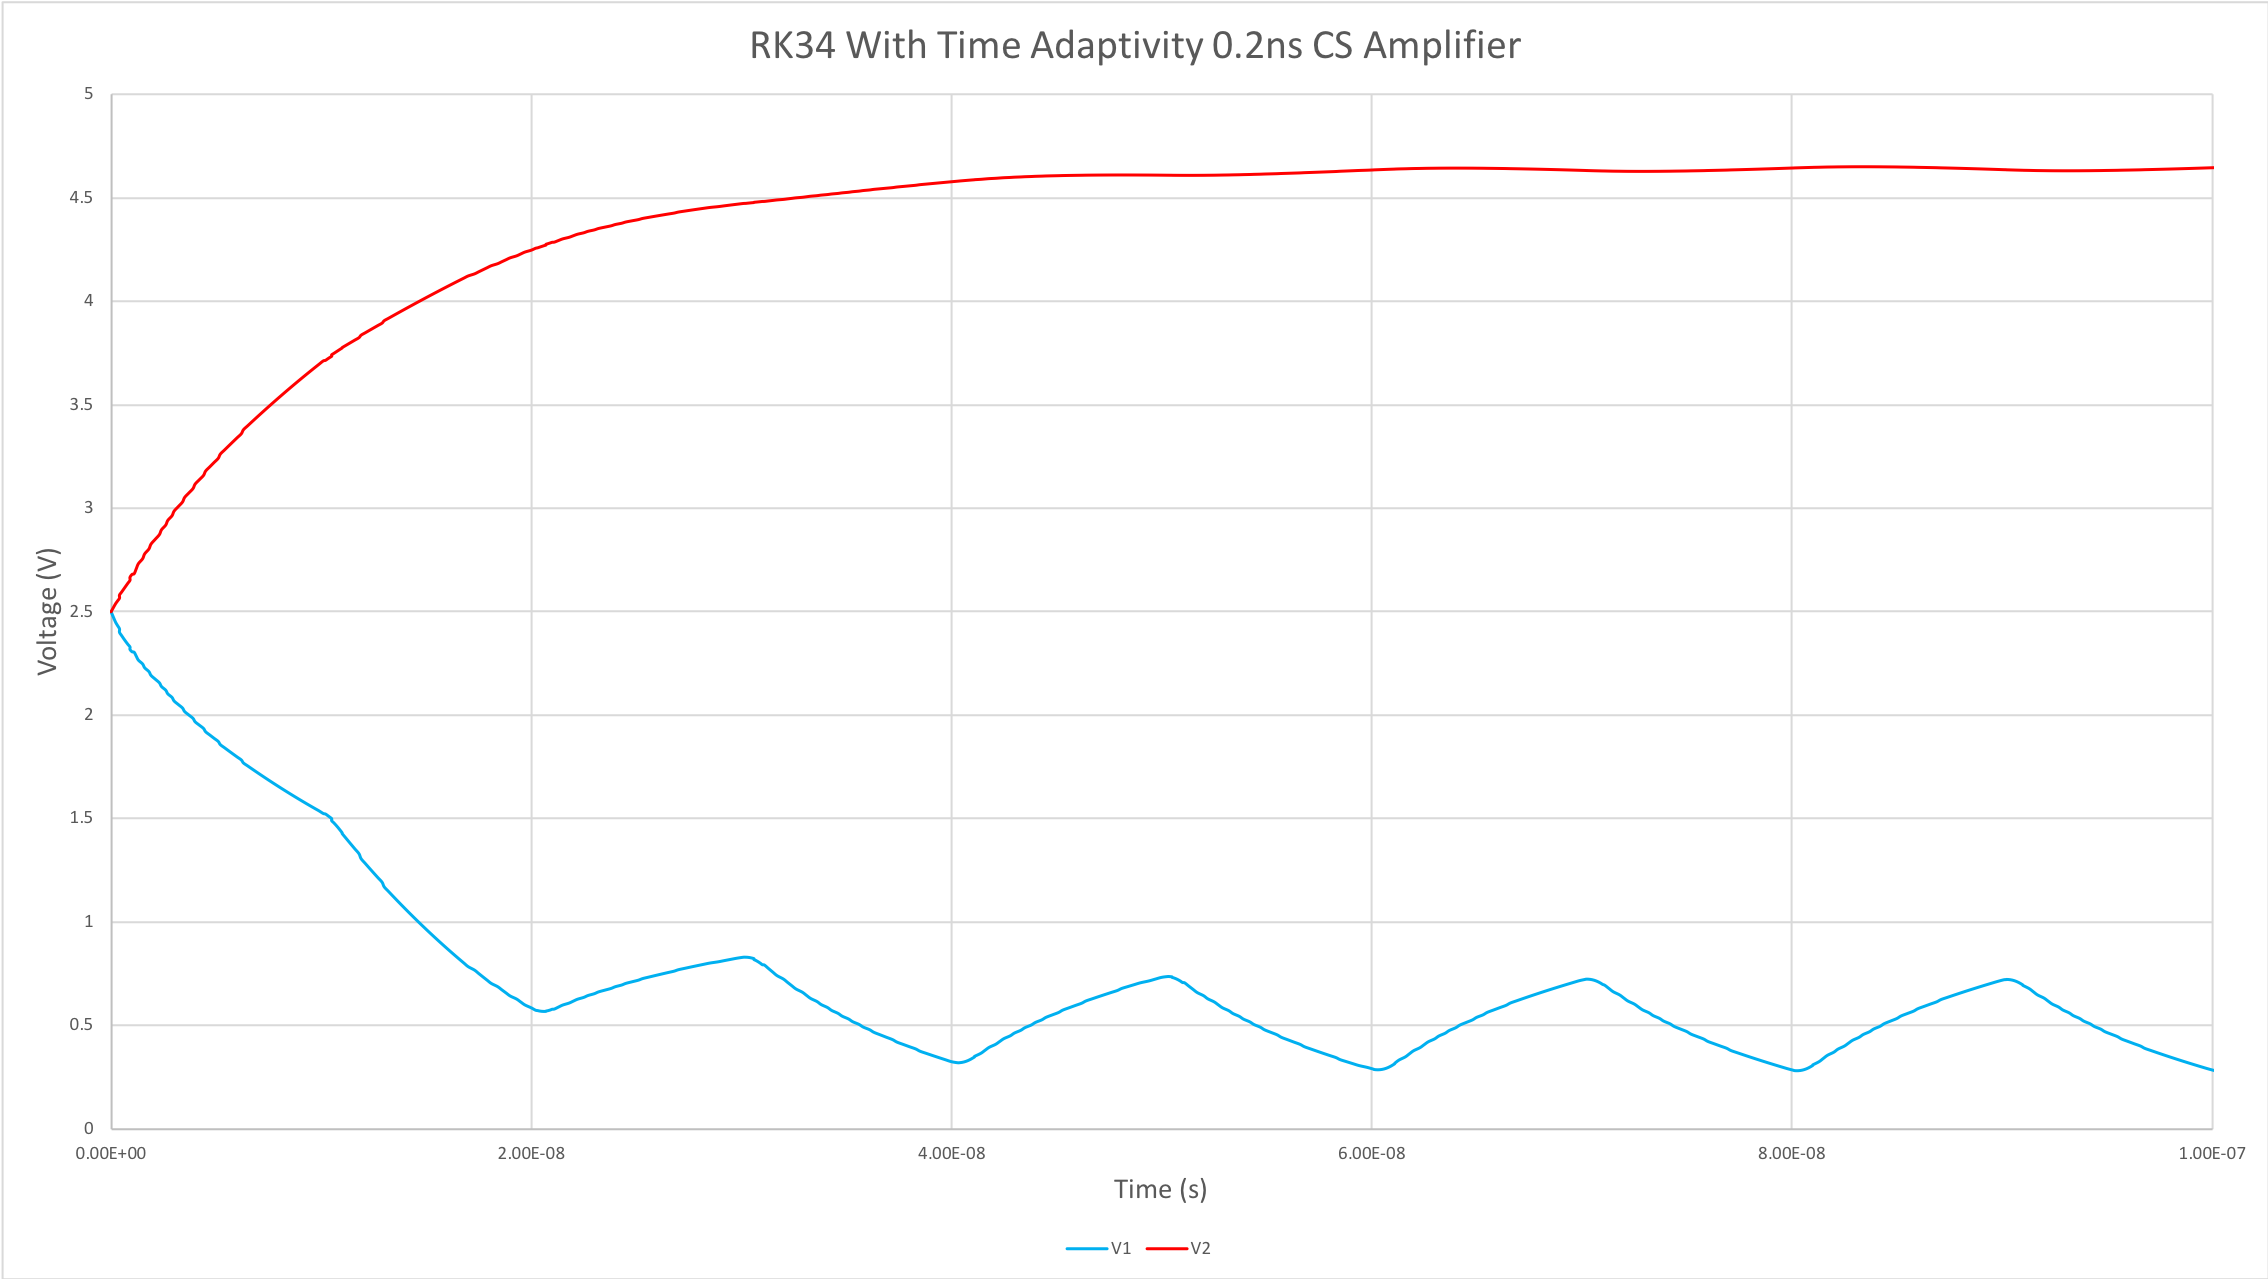 RK34 With Time Adaptivity 0.2ns CS Amplifier
5
4.5
4
3.5
3
2.5
2
1.5
1
0.5
0
Voltage (V)
0.00E+00 2.00E-08 4.00E-08 6.00E-08 8.00E-08 1.00E-07
Time (s)
V1 V2